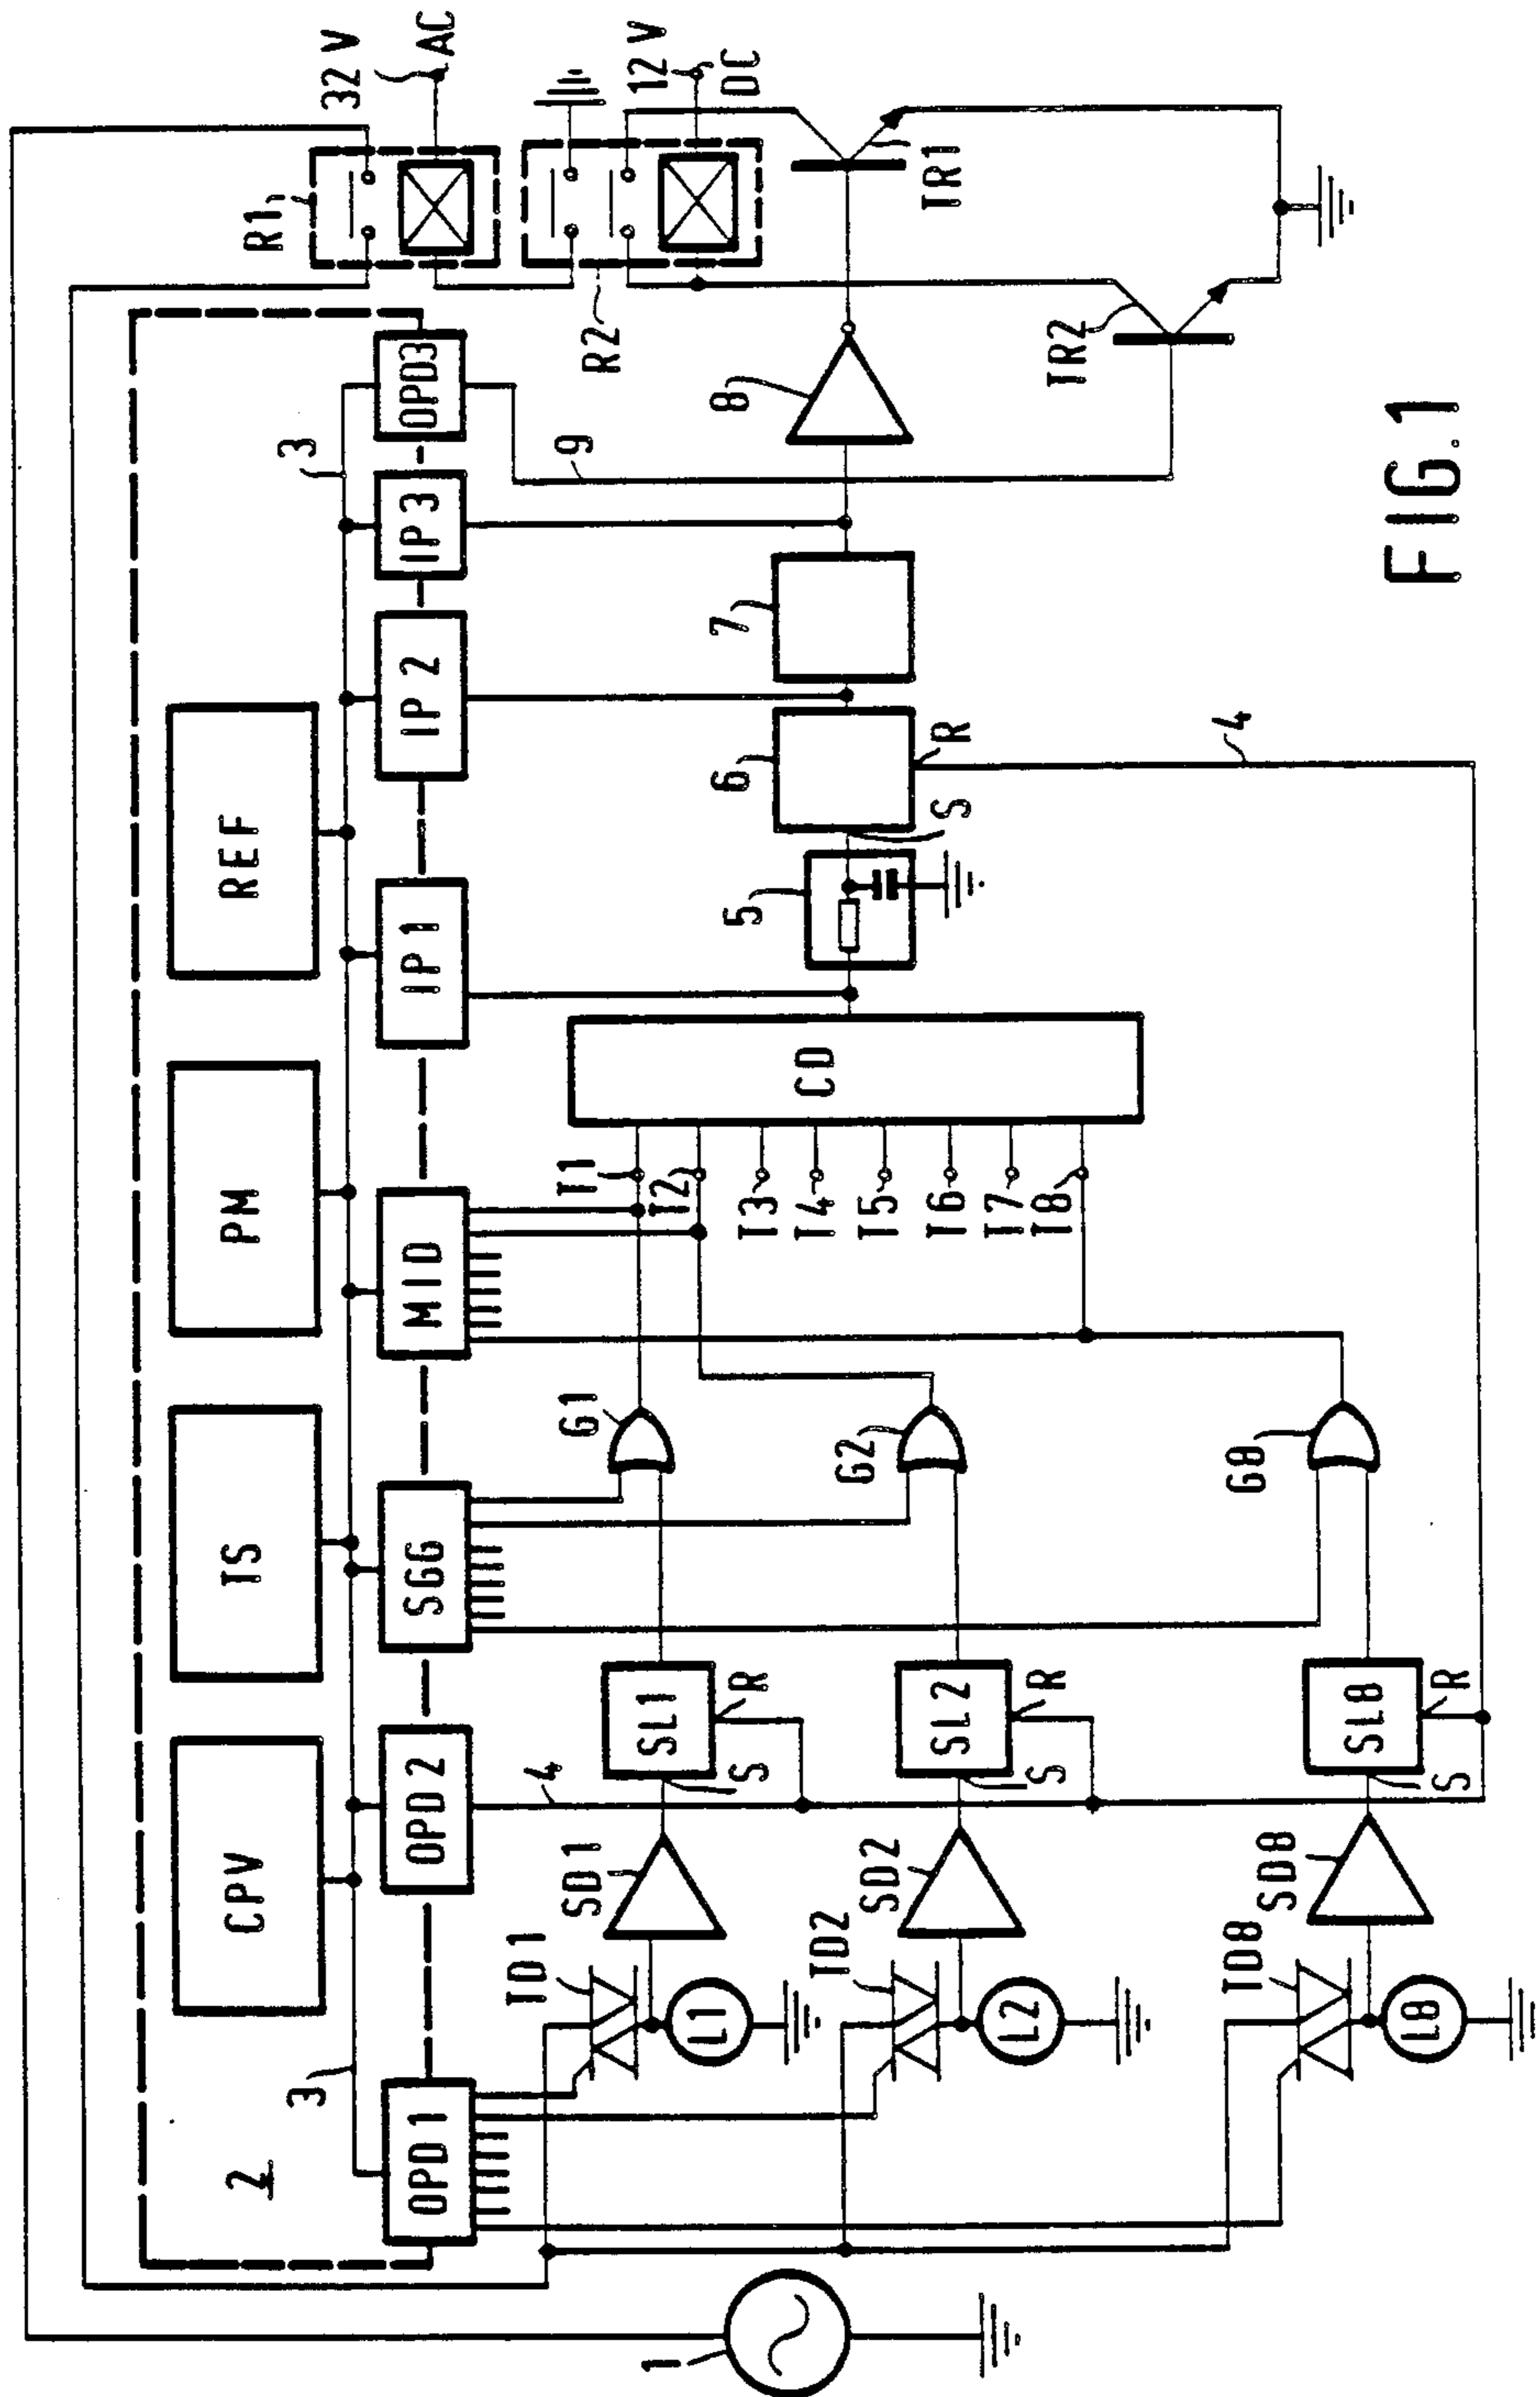 32 V
AC
R1
12 V
DC
R2
TR1
TR2
2
CPV
TS
PM
REF
3
3
OPD1
OPD2
SGG
MID
IP1
IP2
IP3
OPD3
9
4
TD1
SD1
SL1
S
R
G1
L1
TD2
SD2
SL2
S
R
G2
L2
TD8
SD8
SL8
S
R
G8
L8
T1
T2
T3
T4
T5
T6
T7
T8
CD
5
S
6
R
7
8
4
1
FIG.1